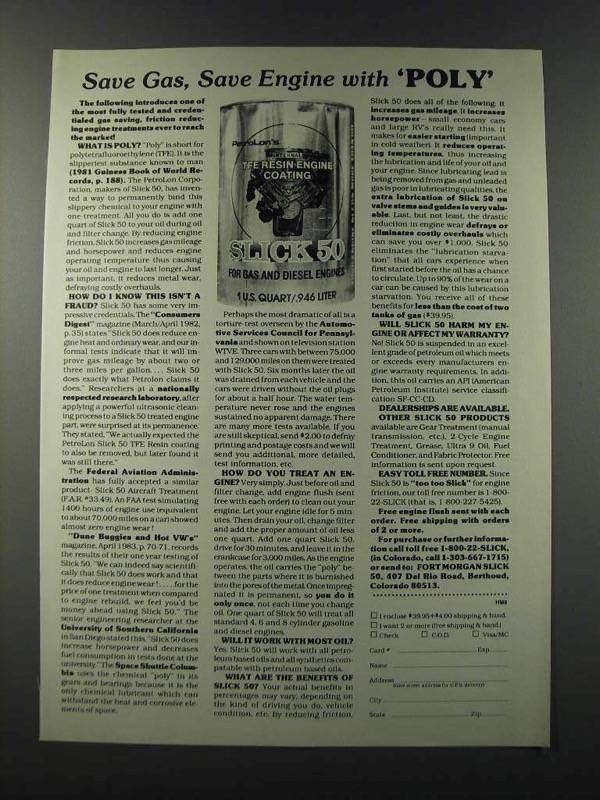 Save Gas, Save Engine with 'POLY'
The following introduces one of
the most fully tested and creden-
tialed gas saving, friction reduc-
ing engine treatments ever to reach
the market!
WHAT IS POLY? "Poly" is short for
polytetrafluoroethylene (TFE). It is the
slipperiest substance known to man
(1981 Guiness Book of World Re-
cords, p. 188). The PetroLon Corpo-
ration, makers of Slick 50, has inven-
ted a way to permanently bind this
slippery chemical to your engine with
one treatment. All you do is add one
quart of Slick 50 to your oil during oil
and filter change. By reducing engine
friction, Slick 50 increases gas mileage
and horsepower and reduces engine
operating temperature thus causing
your oil and engine to last longer. Just
as important, it reduces metal wear,
defraying costly overhauls.
HOW DO I KNOW THIS ISN'T A
FRAUD? Slick 50 has some very im-
pressive credentials. The "Consumers
Digest" magazine (March/April 1982,
p. 35) states "Slick 50 does reduce en-
gine heat and ordinary wear, and our in-
formal tests indicate that it will im-
prove gas mileage by about two or
three miles per gallon. . . . Slick 50
does exactly what Petrolon claims it
does." Researchers at a nationally
respected research laboratory, after
applying a powerful ultrasonic clean-
ing process to a Slick 50 treated engine
part, were surprised at its permanence.
They stated, "We actually expected the
PetroLon Slick 50 TFE Resin coating
to also be removed, but later found it
was still there."
The Federal Aviation Adminis-
tration has fully accepted a similar
product: Slick 50 Aircraft Treatment
(F.A.R. #33.49). An FAA test simulating
1400 hours of engine use (equivalent
to about 70,000 miles on a car) showed
almost zero engine wear!
"Dune Buggies and Hot VW's"
magazine, April 1983, p. 70-71, records
the results of their one year testing of
Slick 50. "We can indeed say scientifi-
cally that Slick 50 does work and that
it does reduce engine wear! . . . . for the
price of one treatment when compared
to engine rebuild, we feel you'd be
money ahead using Slick 50." The
senior engineering researcher at the
University of Southern California
in San Diego stated this, "Slick 50 does
increase horsepower and decreases
fuel consumption in tests done at the
university." The Space Shuttle Colum-
bia uses the chemical "poly" in its
gears and bearings because it is the
only chemical lubricant which can
withstand the heat and corrosive ele-
ments of space.
PetroLon's
TFE RESIN ENGINE
COATING
SLICK 50
FOR GAS AND DIESEL ENGINES
1 U.S. QUART/.946 LITER
Perhaps the most dramatic of all is a
torture-test overseen by the Automo-
tive Services Council for Pennsyl-
vania and shown on television station
WTVE. Three cars with between 75,000
and 129,000 miles on them were treated
with Slick 50. Six months later the oil
was drained from each vehicle and the
cars were driven without the oil plugs
for about a half hour. The water tem-
perature never rose and the engines
sustained no apparent damage. There
are many more tests available. If you
are still skeptical, send $2.00 to defray
printing and postage costs and we will
send you additional, more detailed,
test information, etc.
HOW DO YOU TREAT AN EN-
GINE? Very simply. Just before oil and
filter change, add engine flush (sent
free with each order) to clean out your
engine. Let your engine idle for 5 min-
utes. Then drain your oil, change filter
and add the proper amount of oil less
one quart. Add one quart Slick 50,
drive for 30 minutes, and leave it in the
crankcase for 3,000 miles. As the engine
operates, the oil carries the "poly" be-
tween the parts where it is burnished
into the pores of the metal. Once impreg-
nated it is permanent, so you do it
only once, not each time you change
oil. One quart of Slick 50 will treat all
standard 4, 6 and 8 cylinder gasoline
and diesel engines.
WILL IT WORK WITH MOST OIL?
Yes. Slick 50 will work with all petro-
leum based oils and all synthetics com-
patable with petroleum based oils.
WHAT ARE THE BENEFITS OF
SLICK 50? Your actual benefits in
percentages may vary, depending on
the kind of driving you do, vehicle
condition, etc. By reducing friction,
Slick 50 does all of the following. It
increases gas mileage. It increases
horsepower — small economy cars
and large RV's really need this. It
makes for easier starting (important
in cold weather). It reduces operat-
ing temperatures, thus increasing
the lubrication and life of your oil and
your engine. Since lubricating lead is
being removed from gas and unleaded
gas is poor in lubricating qualities, the
extra lubrication of Slick 50 on
valve stems and guides is very valu-
able. Last, but not least, the drastic
reduction in engine wear defrays or
eliminates costly overhauls which
can save you over $1,000. Slick 50
eliminates the "lubrication starva-
tion" that all cars experience when
first started before the oil has a chance
to circulate. Up to 90% of the wear on a
car can be caused by this lubrication
starvation. You receive all of these
benefits for less than the cost of two
tanks of gas ($39.95).
WILL SLICK 50 HARM MY EN-
GINE OR AFFECT MY WARRANTY?
No! Slick 50 is suspended in an excel-
lent grade of petroleum oil which meets
or exceeds every manufacturers en-
gine warranty requirements. In addi-
tion, this oil carries an API (American
Petroleum Institute) service classifi-
cation SF-CC-CD.
DEALERSHIPS ARE AVAILABLE.
OTHER SLICK 50 PRODUCTS
available are Gear Treatment (manual
transmission, etc.), 2-Cycle Engine
Treatment, Grease, Ultra 9 Oil, Fuel
Conditioner, and Fabric Protector. Free
information is sent upon request.
EASY TOLL FREE NUMBER. Since
Slick 50 is "too too Slick" for engine
friction, our toll free number is 1-800-
22-SLICK (that is, 1-800-227-5425).
Free engine flush sent with each
order. Free shipping with orders
of 2 or more.
For purchase or further informa-
tion call toll free 1-800-22-SLICK,
(in Colorado, call 1-303-667-1715)
or send to: FORT MORGAN SLICK
50, 407 Del Rio Road, Berthoud,
Colorado 80513.
I enclose $39.95+$4.00 shipping & hand.
I want 2 or more (free shipping & hand.)
Check C.O.D. Visa/MC
Card # Exp.
Name
Address
(have street address for U.P.S. delivery)
City
State Zip